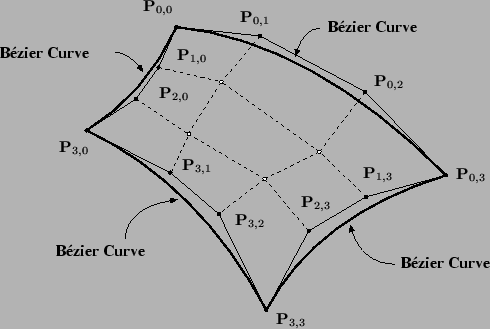 P0,0
P0,1
Bézier Curve
Bézier Curve
P1,0
P0,2
P2,0
P3,0
P3,1
P1,3
P0,3
P2,3
P3,2
Bézier Curve
Bézier Curve
P3,3